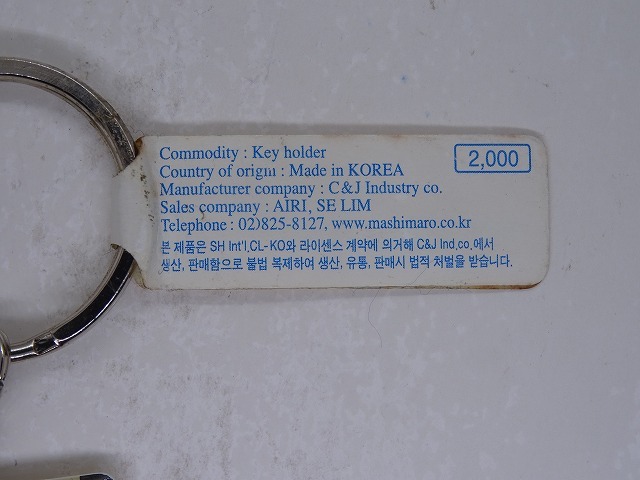 Commodity : Key holder
2,000
Country of origin : Made in KOREA
Manufacturer company : C&J Industry co.
Sales company : AIRI, SE LIM
Telephone : 02)825-8127, www.mashimaro.co.kr
본 제품은 SH Int'l,CL-KO와 라이센스 계약에 의거해 C&J Ind,co,에서
생산, 판매함으로 불법 복제하여 생산, 유통, 판매시 법적 처벌을 받습니다.